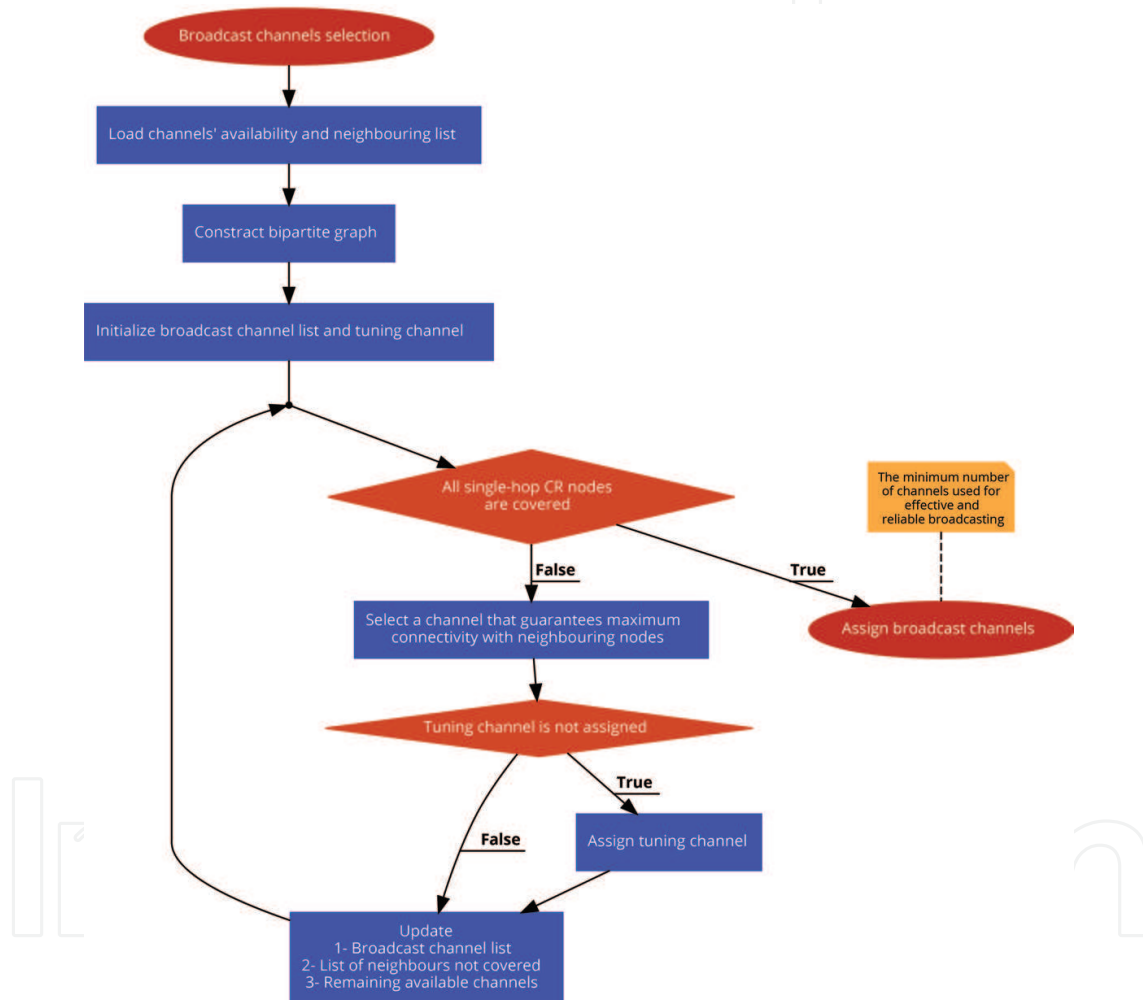 Broadcast channels selection
Load channels' availability and neighbouring list
Constract bipartite graph
Initialize broadcast channel list and tuning channel
All single-hop CR nodes
are covered
The minimum number
of channels used for
effective and
reliable broadcasting
False
True
Select a channel that guarantees maximum
connectivity with neighbouring nodes
Assign broadcast channels
Tuning channel is not assigned
True
False
Assign tuning channel
Update
1- Broadcast channel list
2- List of neighbours not covered
3- Remaining available channels